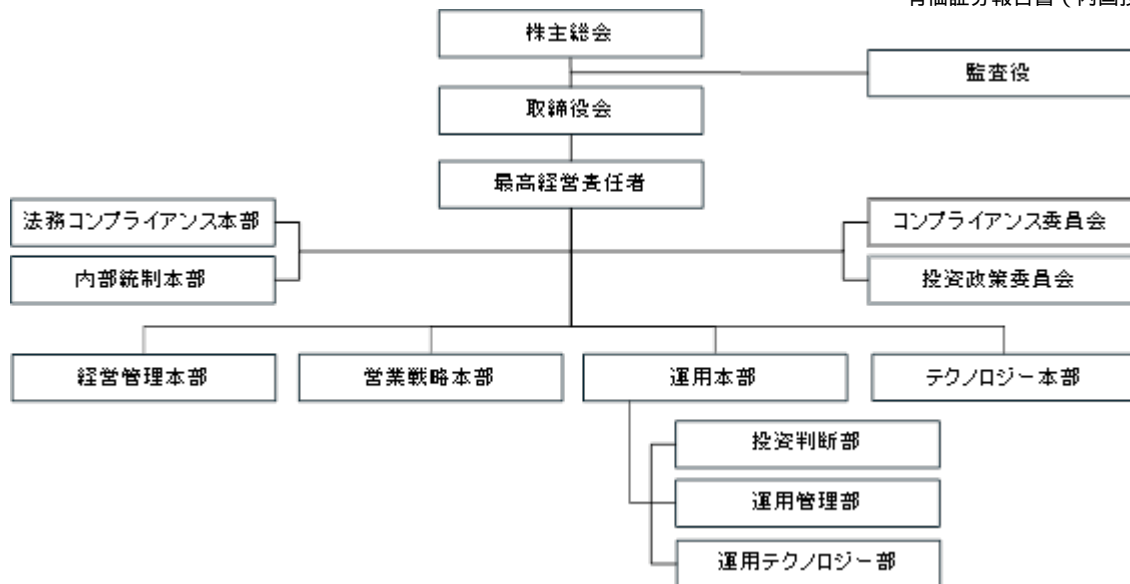 株主総会
監査役
取締役会
最高経営責任者
法務コンプライアンス本部
コンプライアンス委員会
内部統制本部
投資政策委員会
経営管理本部
営業戦略本部
運用本部
テクノロジー本部
投資判断部
運用管理部
運用テクノロジー部